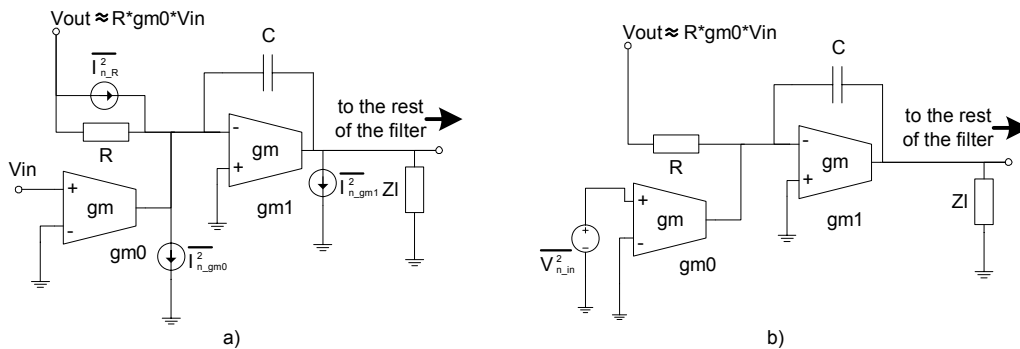 Vout≈R*gm0*Vin
I²n_R
C
R
Vin
+
-
gm
gm0
I²n_gm0
-
+
gm
gm1
I²n_gm1
Zl
to the rest
of the filter
a)
Vout≈R*gm0*Vin
C
R
+
-
V²n_in
+
-
gm
gm0
-
+
gm
gm1
Zl
to the rest
of the filter
b)